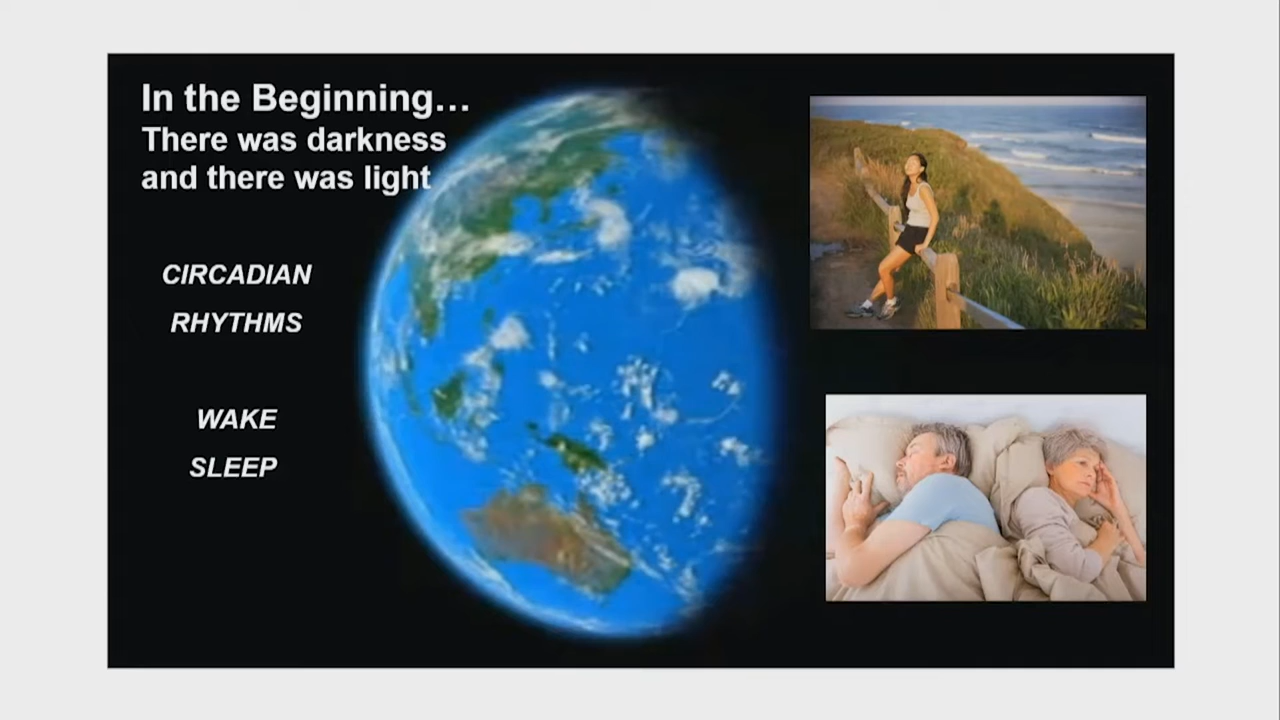 In the Beginning…
There was darkness
and there was light
CIRCADIAN
RHYTHMS
WAKE
SLEEP